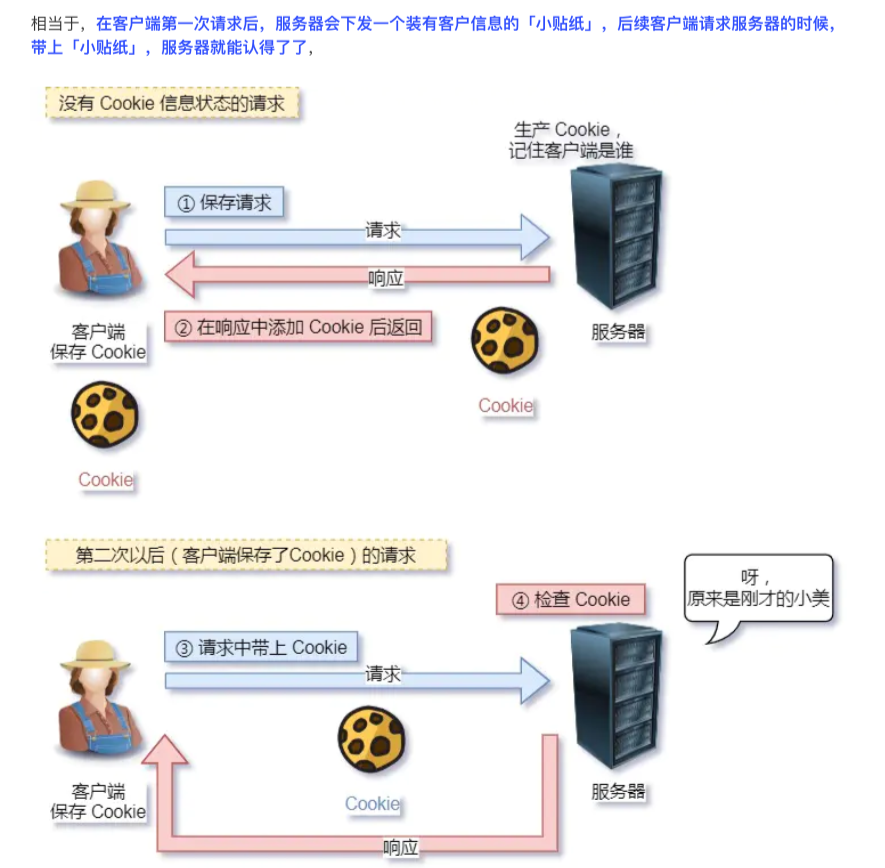 相当于，在客户端第一次请求后，服务器会下发一个装有客户信息的「小贴纸」，后续客户端请求服务器的时候，
带上「小贴纸」，服务器就能认得了了，
没有 Cookie 信息状态的请求
生产 Cookie，
记住客户端是谁
① 保存请求
请求
响应
② 在响应中添加 Cookie 后返回
客户端
保存 Cookie
服务器
Cookie
Cookie
第二次以后（客户端保存了Cookie）的请求
呀，
原来是刚才的小美
④ 检查 Cookie
③ 请求中带上 Cookie
请求
客户端
保存 Cookie
Cookie
服务器
响应